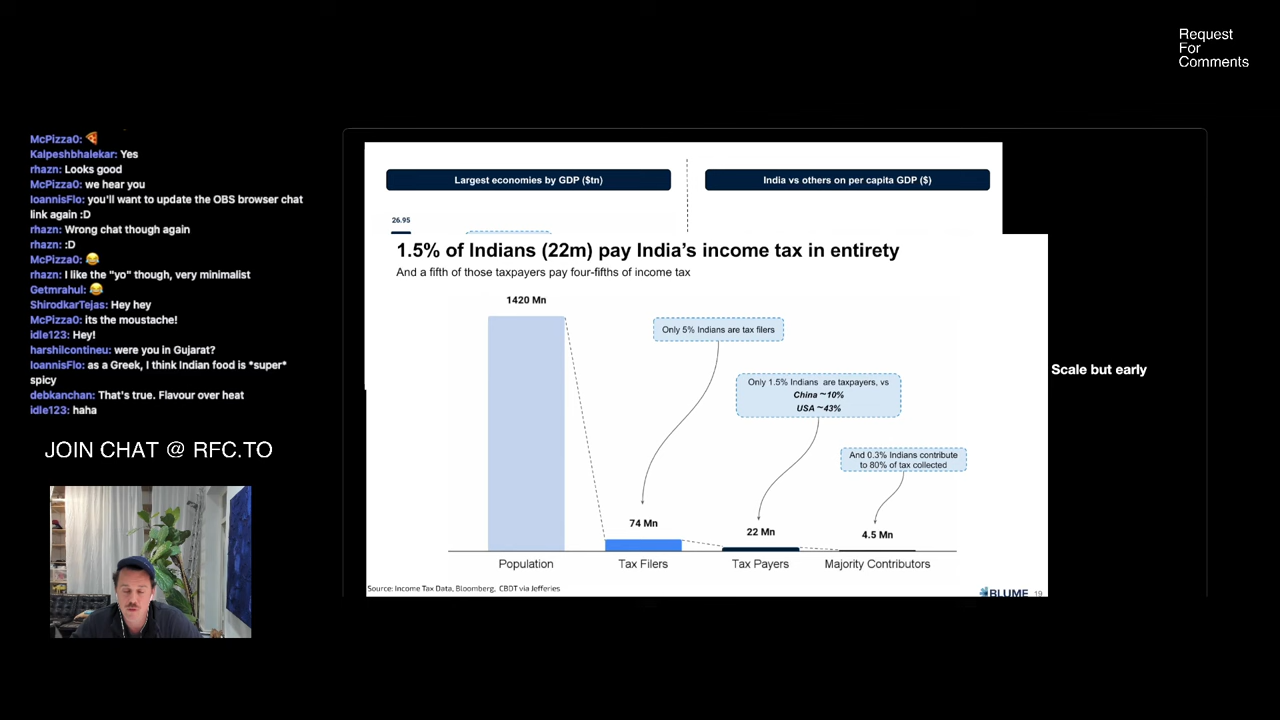 Request
For
Comments
McPizza0: 🍕
Kalpeshbhalekar: Yes
rhazn: Looks good
McPizza0: we hear you
IoannisFlo: you'll want to update the OBS browser chat
link again :D
rhazn: Wrong chat though again
rhazn: :D
McPizza0: 😂
rhazn: I like the "yo" though, very minimalist
Getmrahul: 😂
ShirodkarTejas: Hey hey
McPizza0: its the moustache!
idle123: Hey!
harshilcontineu: were you in Gujarat?
IoannisFlo: as a Greek, I think Indian food is *super*
spicy
debkanchan: That's true. Flavour over heat
idle123: haha
JOIN CHAT @ RFC.TO
Largest economies by GDP ($tn)
India vs others on per capita GDP ($)
26.95
1.5% of Indians (22m) pay India's income tax in entirety
And a fifth of those taxpayers pay four-fifths of income tax
1420 Mn
Only 5% Indians are tax filers
Only 1.5% Indians are taxpayers, vs
China ~10%
USA ~43%
And 0.3% Indians contribute
to 80% of tax collected
74 Mn
22 Mn
4.5 Mn
Population
Tax Filers
Tax Payers
Majority Contributors
Source: Income Tax Data, Bloomberg, CBDT via Jefferies
BLUME
19
Scale but early